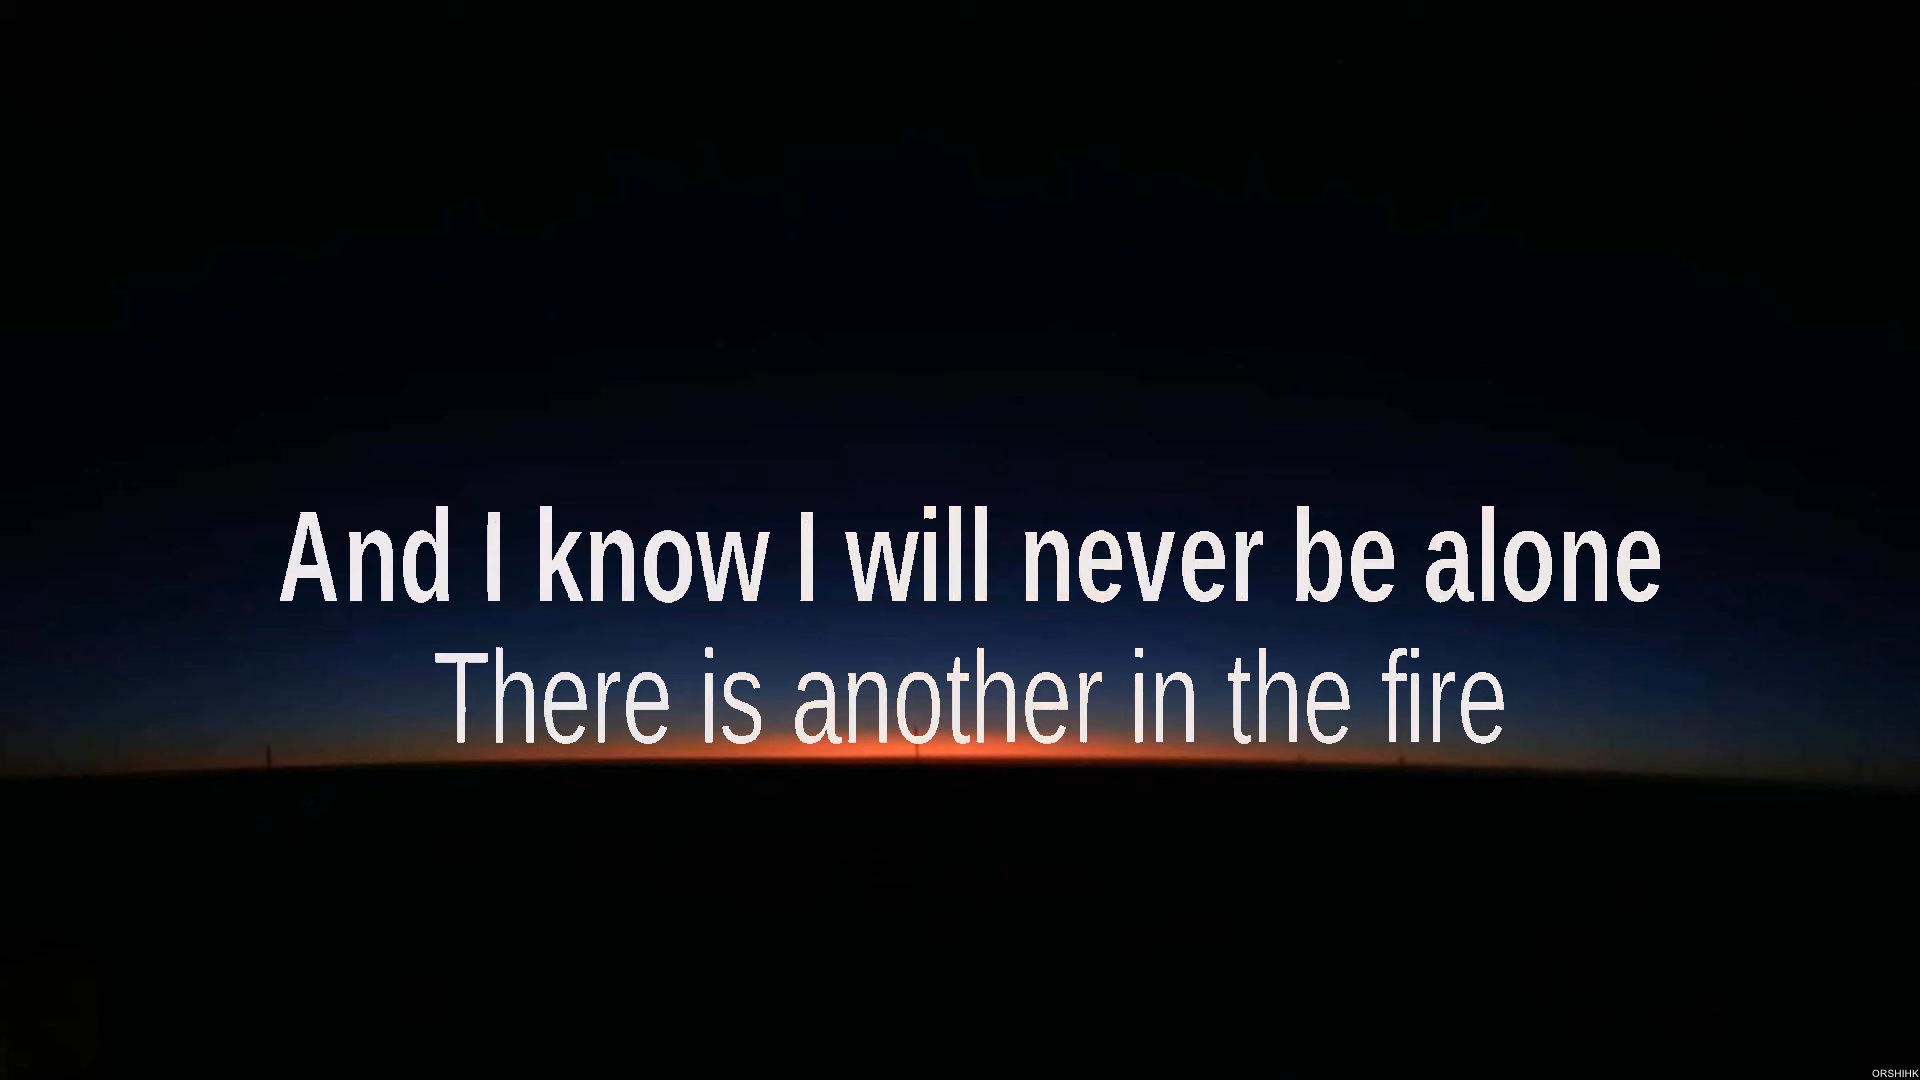 And I know I will never be alone
There is another in the fire
ORSHIHK